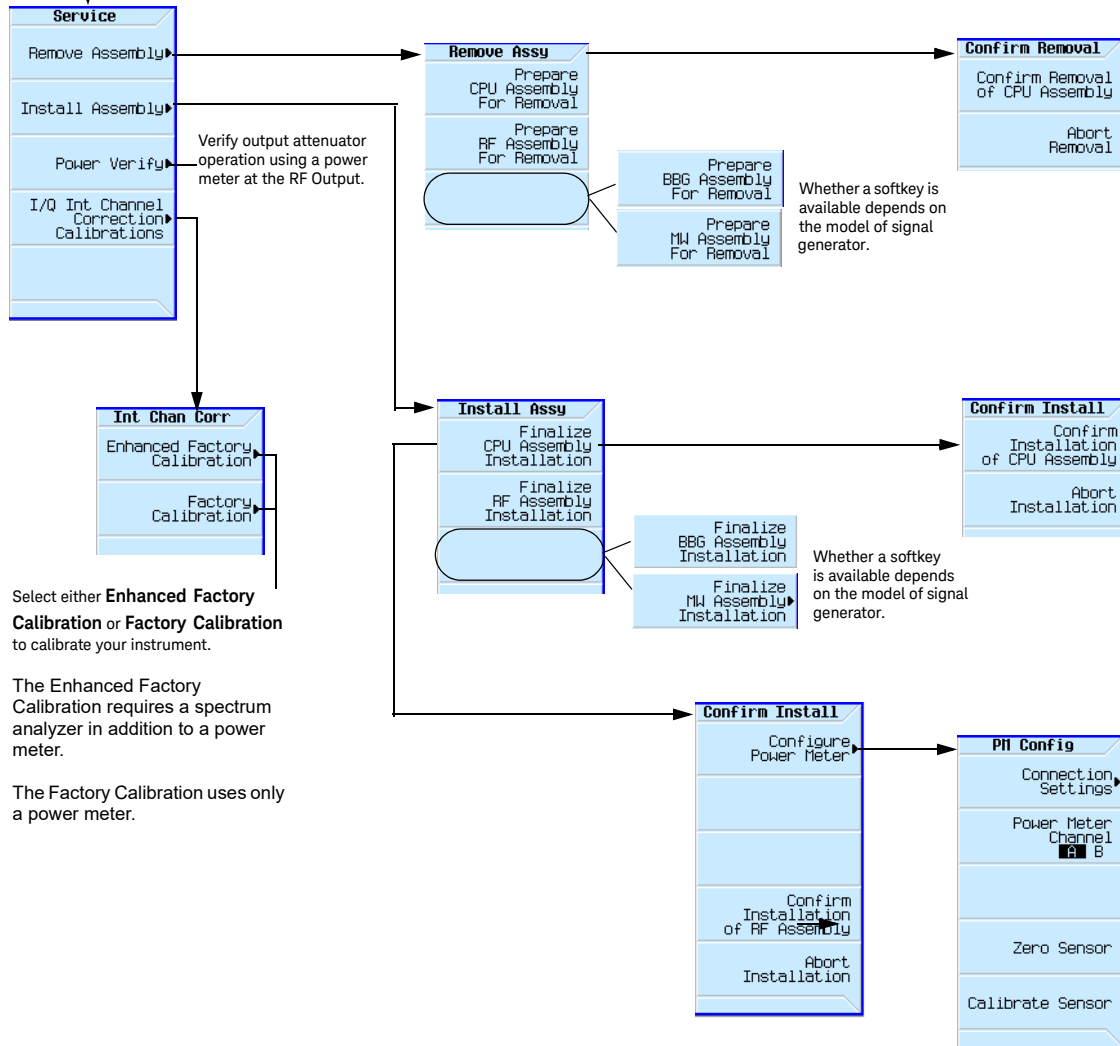 Service
Remove Assembly
Install Assembly
Power Verify
I/Q Int Channel
Correction
Calibrations
Verify output attenuator
operation using a power
meter at the RF Output.
Remove Assy
Prepare
CPU Assembly
For Removal
Prepare
RF Assembly
For Removal
Prepare
BBG Assembly
For Removal
Prepare
MW Assembly
For Removal
Whether a softkey is
available depends on
the model of signal
generator.
Confirm Removal
Confirm Removal
of CPU Assembly
Abort
Removal
Int Chan Corr
Enhanced Factory
Calibration
Factory
Calibration
Select either Enhanced Factory
Calibration or Factory Calibration
to calibrate your instrument.
The Enhanced Factory
Calibration requires a spectrum
analyzer in addition to a power
meter.
The Factory Calibration uses only
a power meter.
Install Assy
Finalize
CPU Assembly
Installation
Finalize
RF Assembly
Installation
Finalize
BBG Assembly
Installation
Finalize
MW Assembly
Installation
Whether a softkey
is available depends
on the model of signal
generator.
Confirm Install
Confirm
Installation
of CPU Assembly
Abort
Installation
Confirm Install
Configure
Power Meter
Confirm
Installation
of RF Assembly
Abort
Installation
PM Config
Connection
Settings
Power Meter
Channel
A B
Zero Sensor
Calibrate Sensor